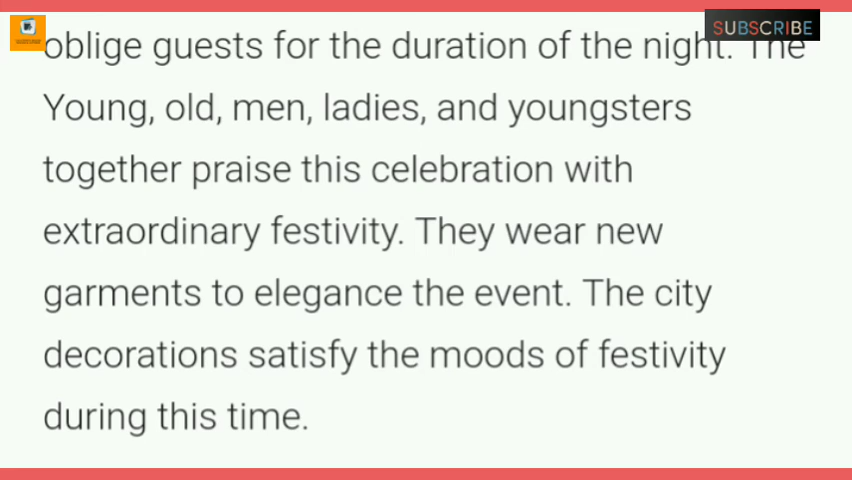 SUBSCRIBE
oblige guests for the duration of the night. The
Young, old, men, ladies, and youngsters
together praise this celebration with
extraordinary festivity. They wear new
garments to elegance the event. The city
decorations satisfy the moods of festivity
during this time.